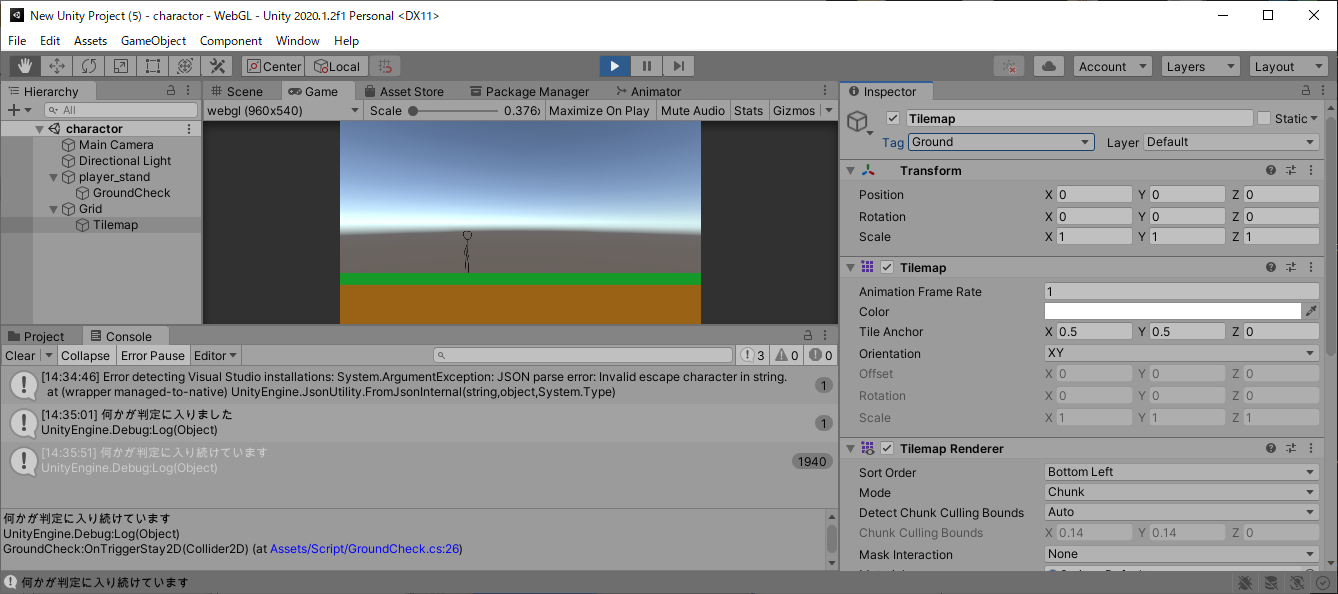 New Unity Project (5) - charactor - WebGL - Unity 2020.1.2f1 Personal <DX11>
File Edit Assets GameObject Component Window Help
Center Local Account Layers Layout
Hierarchy
All
charactor
Main Camera
Directional Light
player_stand
GroundCheck
Grid
Tilemap
Scene Game Asset Store Package Manager Animator
webgl (960x540) Scale 0.376x Maximize On Play Mute Audio Stats Gizmos
Inspector
Tilemap Static
Tag Ground Layer Default
Transform
Position X 0 Y 0 Z 0
Rotation X 0 Y 0 Z 0
Scale X 1 Y 1 Z 1
Tilemap
Animation Frame Rate 1
Color
Tile Anchor X 0.5 Y 0.5 Z 0
Orientation XY
Offset X 0 Y 0 Z 0
Rotation X 0 Y 0 Z 0
Scale X 1 Y 1 Z 1
Tilemap Renderer
Sort Order Bottom Left
Mode Chunk
Detect Chunk Culling Bounds Auto
Chunk Culling Bounds X 0.14 Y 0.14 Z 0
Mask Interaction None
Project Console
Clear Collapse Error Pause Editor 3 0 0
[14:34:46] Error detecting Visual Studio installations: System.ArgumentException: JSON parse error: Invalid escape character in string.
at (wrapper managed-to-native) UnityEngine.JsonUtility.FromJsonInternal(string,object,System.Type)
1
[14:35:01] 何かが判定に入りました
UnityEngine.Debug:Log(Object)
1
[14:35:51] 何かが判定に入り続けています
UnityEngine.Debug:Log(Object)
1940
何かが判定に入り続けています
UnityEngine.Debug:Log(Object)
GroundCheck:OnTriggerStay2D(Collider2D) (at Assets/Script/GroundCheck.cs:26)
何かが判定に入り続けています